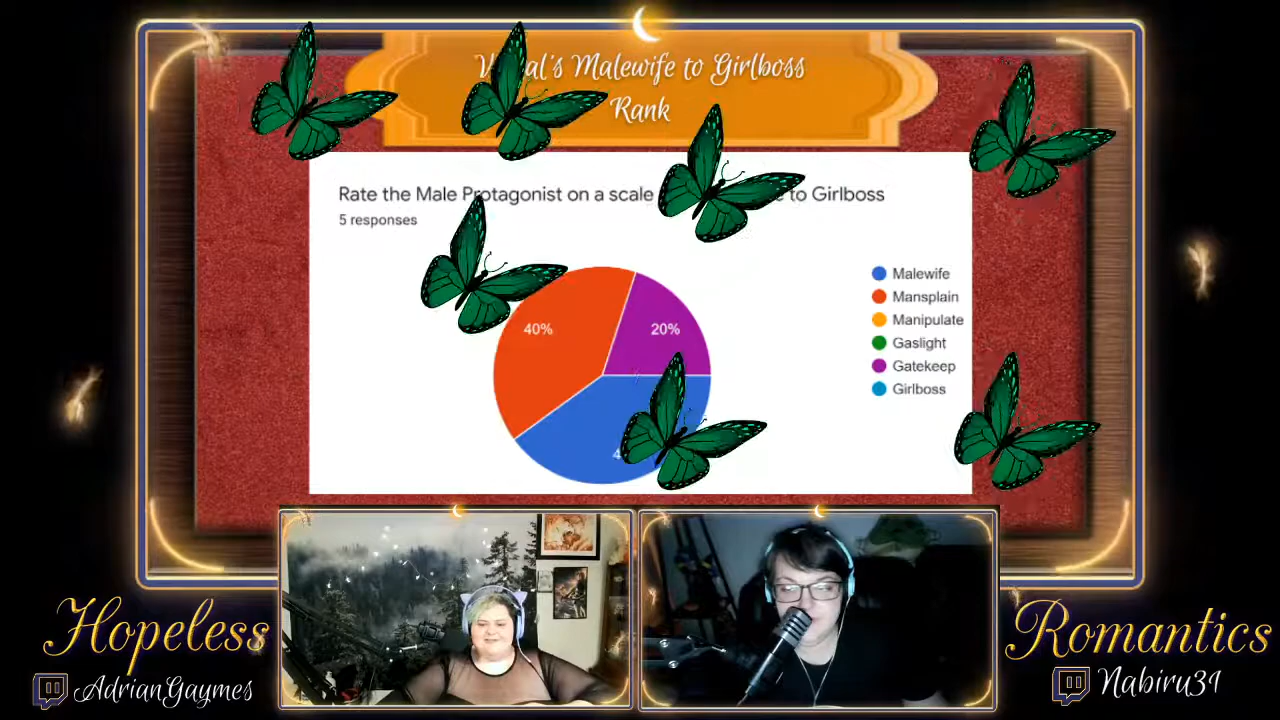 Malewife to Girlboss
Rank
Rate the Male Protagonist on a scale to Girlboss
5 responses
40%
20%
Malewife
Mansplain
Manipulate
Gaslight
Gatekeep
Girlboss
Hopeless
AdrianGaymes
Romantics
Nabiru31